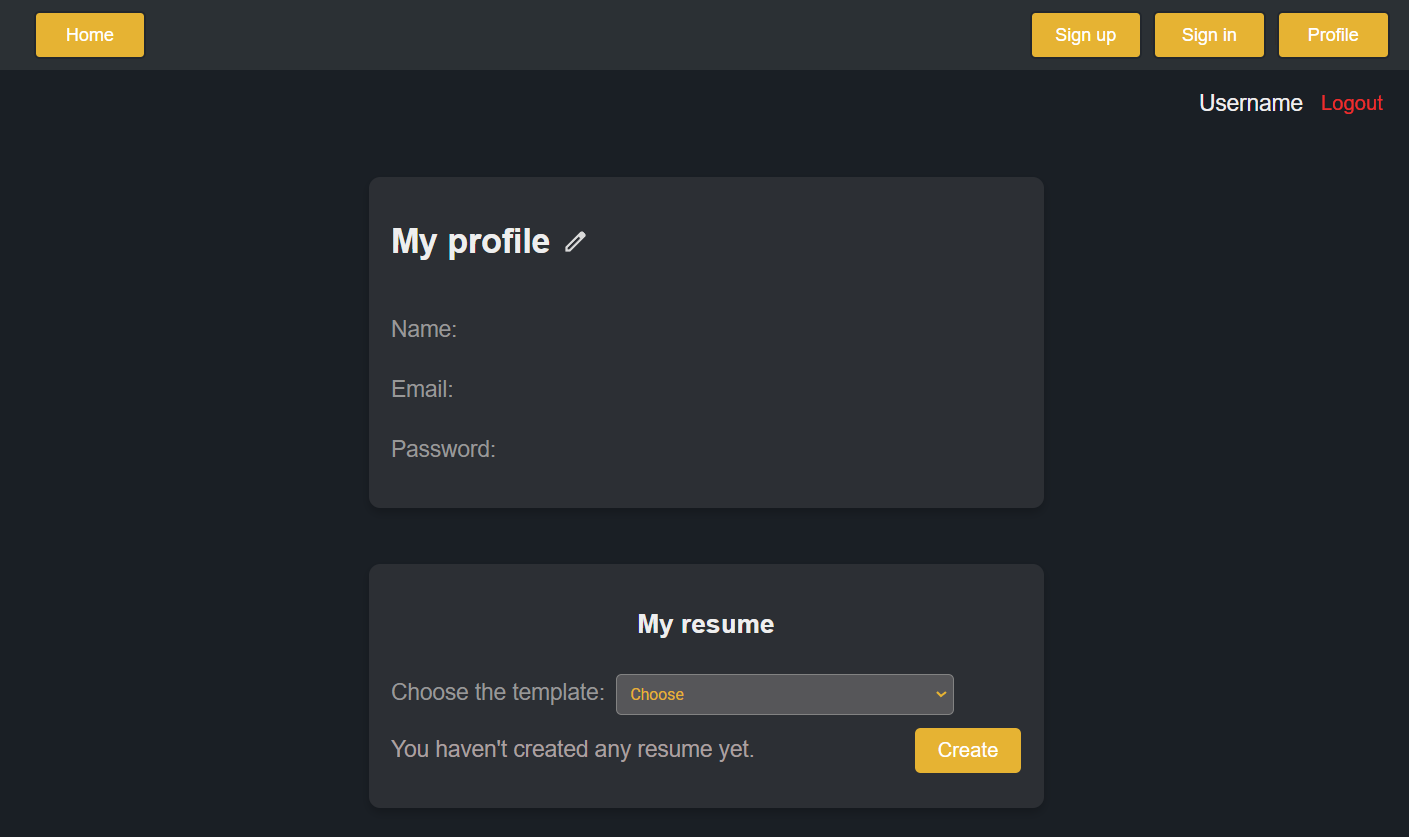 Home Sign up Sign in Profile
Username Logout
My profile
Name:
Email:
Password:
My resume
Choose the template: Choose
You haven't created any resume yet. Create